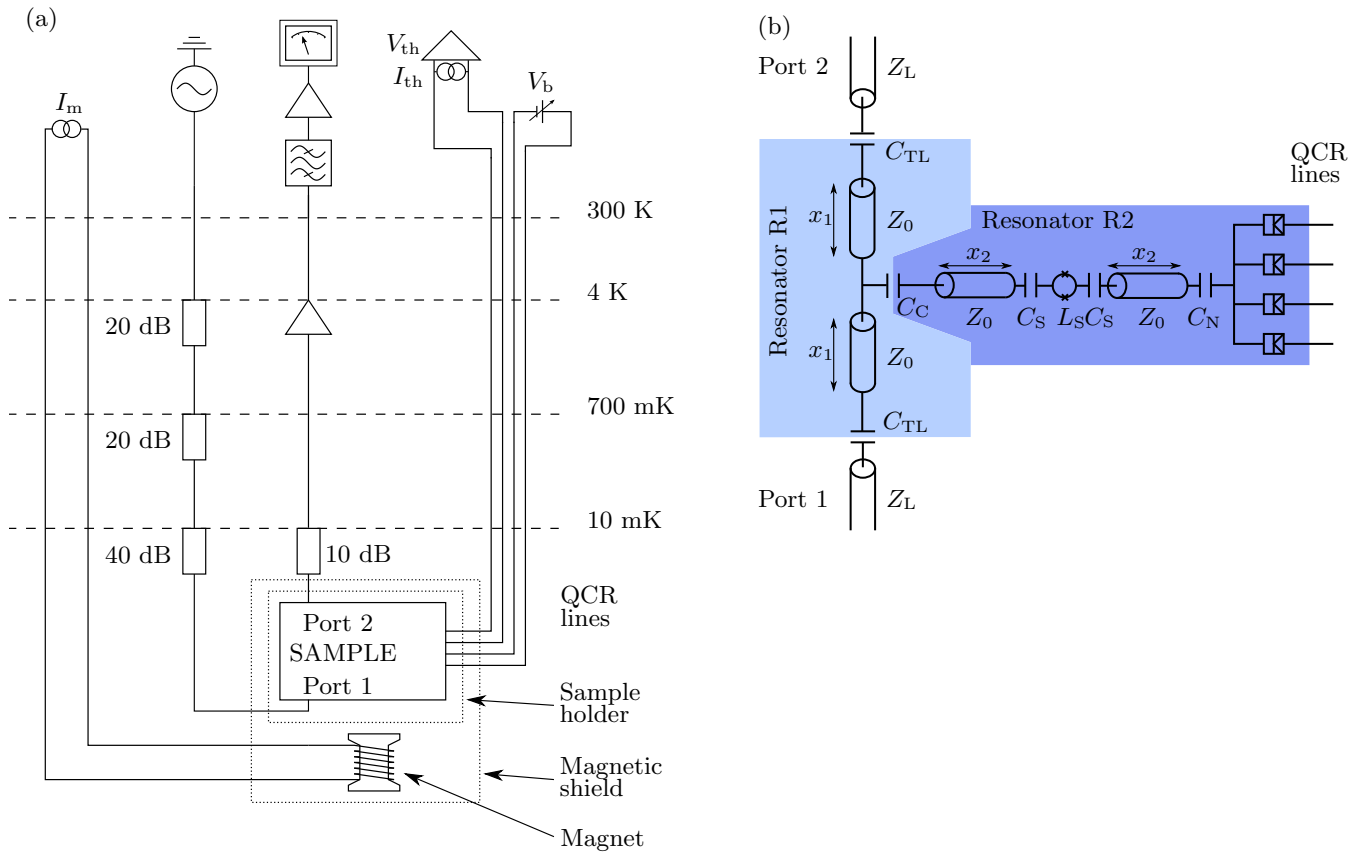 (a)
V_th
I_th
V_b
I_m
300 K
4 K
20 dB
700 mK
20 dB
10 mK
40 dB
10 dB
QCR
lines
Port 2
SAMPLE
Port 1
Sample
holder
Magnetic
shield
Magnet
(b)
Port 2
Z_L
C_TL
QCR
lines
x_1
Z_0
Resonator R1
Resonator R2
x_2
x_2
C_C
Z_0
C_S
L_S
C_S
Z_0
C_N
x_1
Z_0
C_TL
Port 1
Z_L